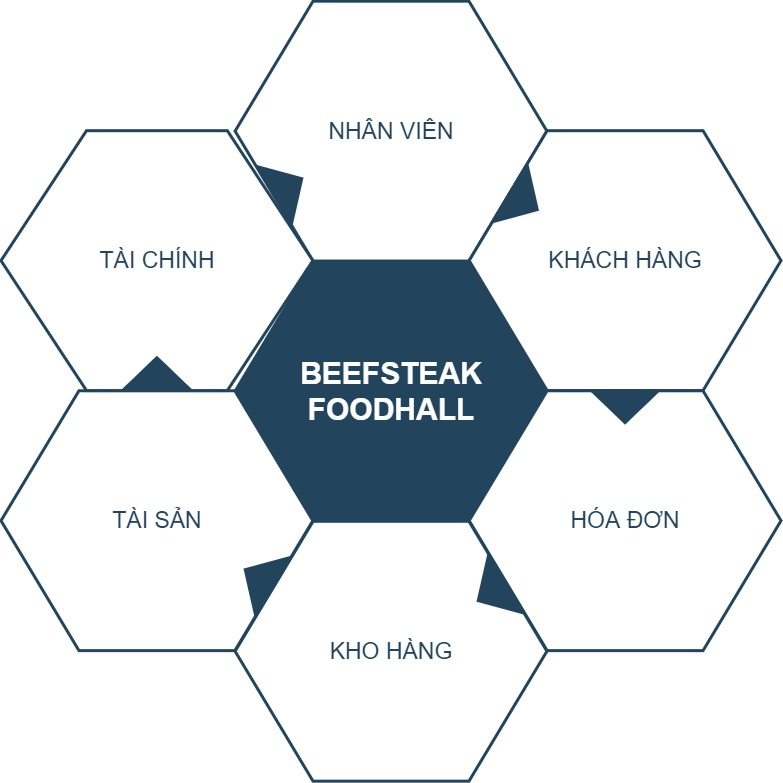 NHÂN VIÊN
TÀI CHÍNH
KHÁCH HÀNG
BEEFSTEAK
FOODHALL
TÀI SẢN
HÓA ĐƠN
KHO HÀNG